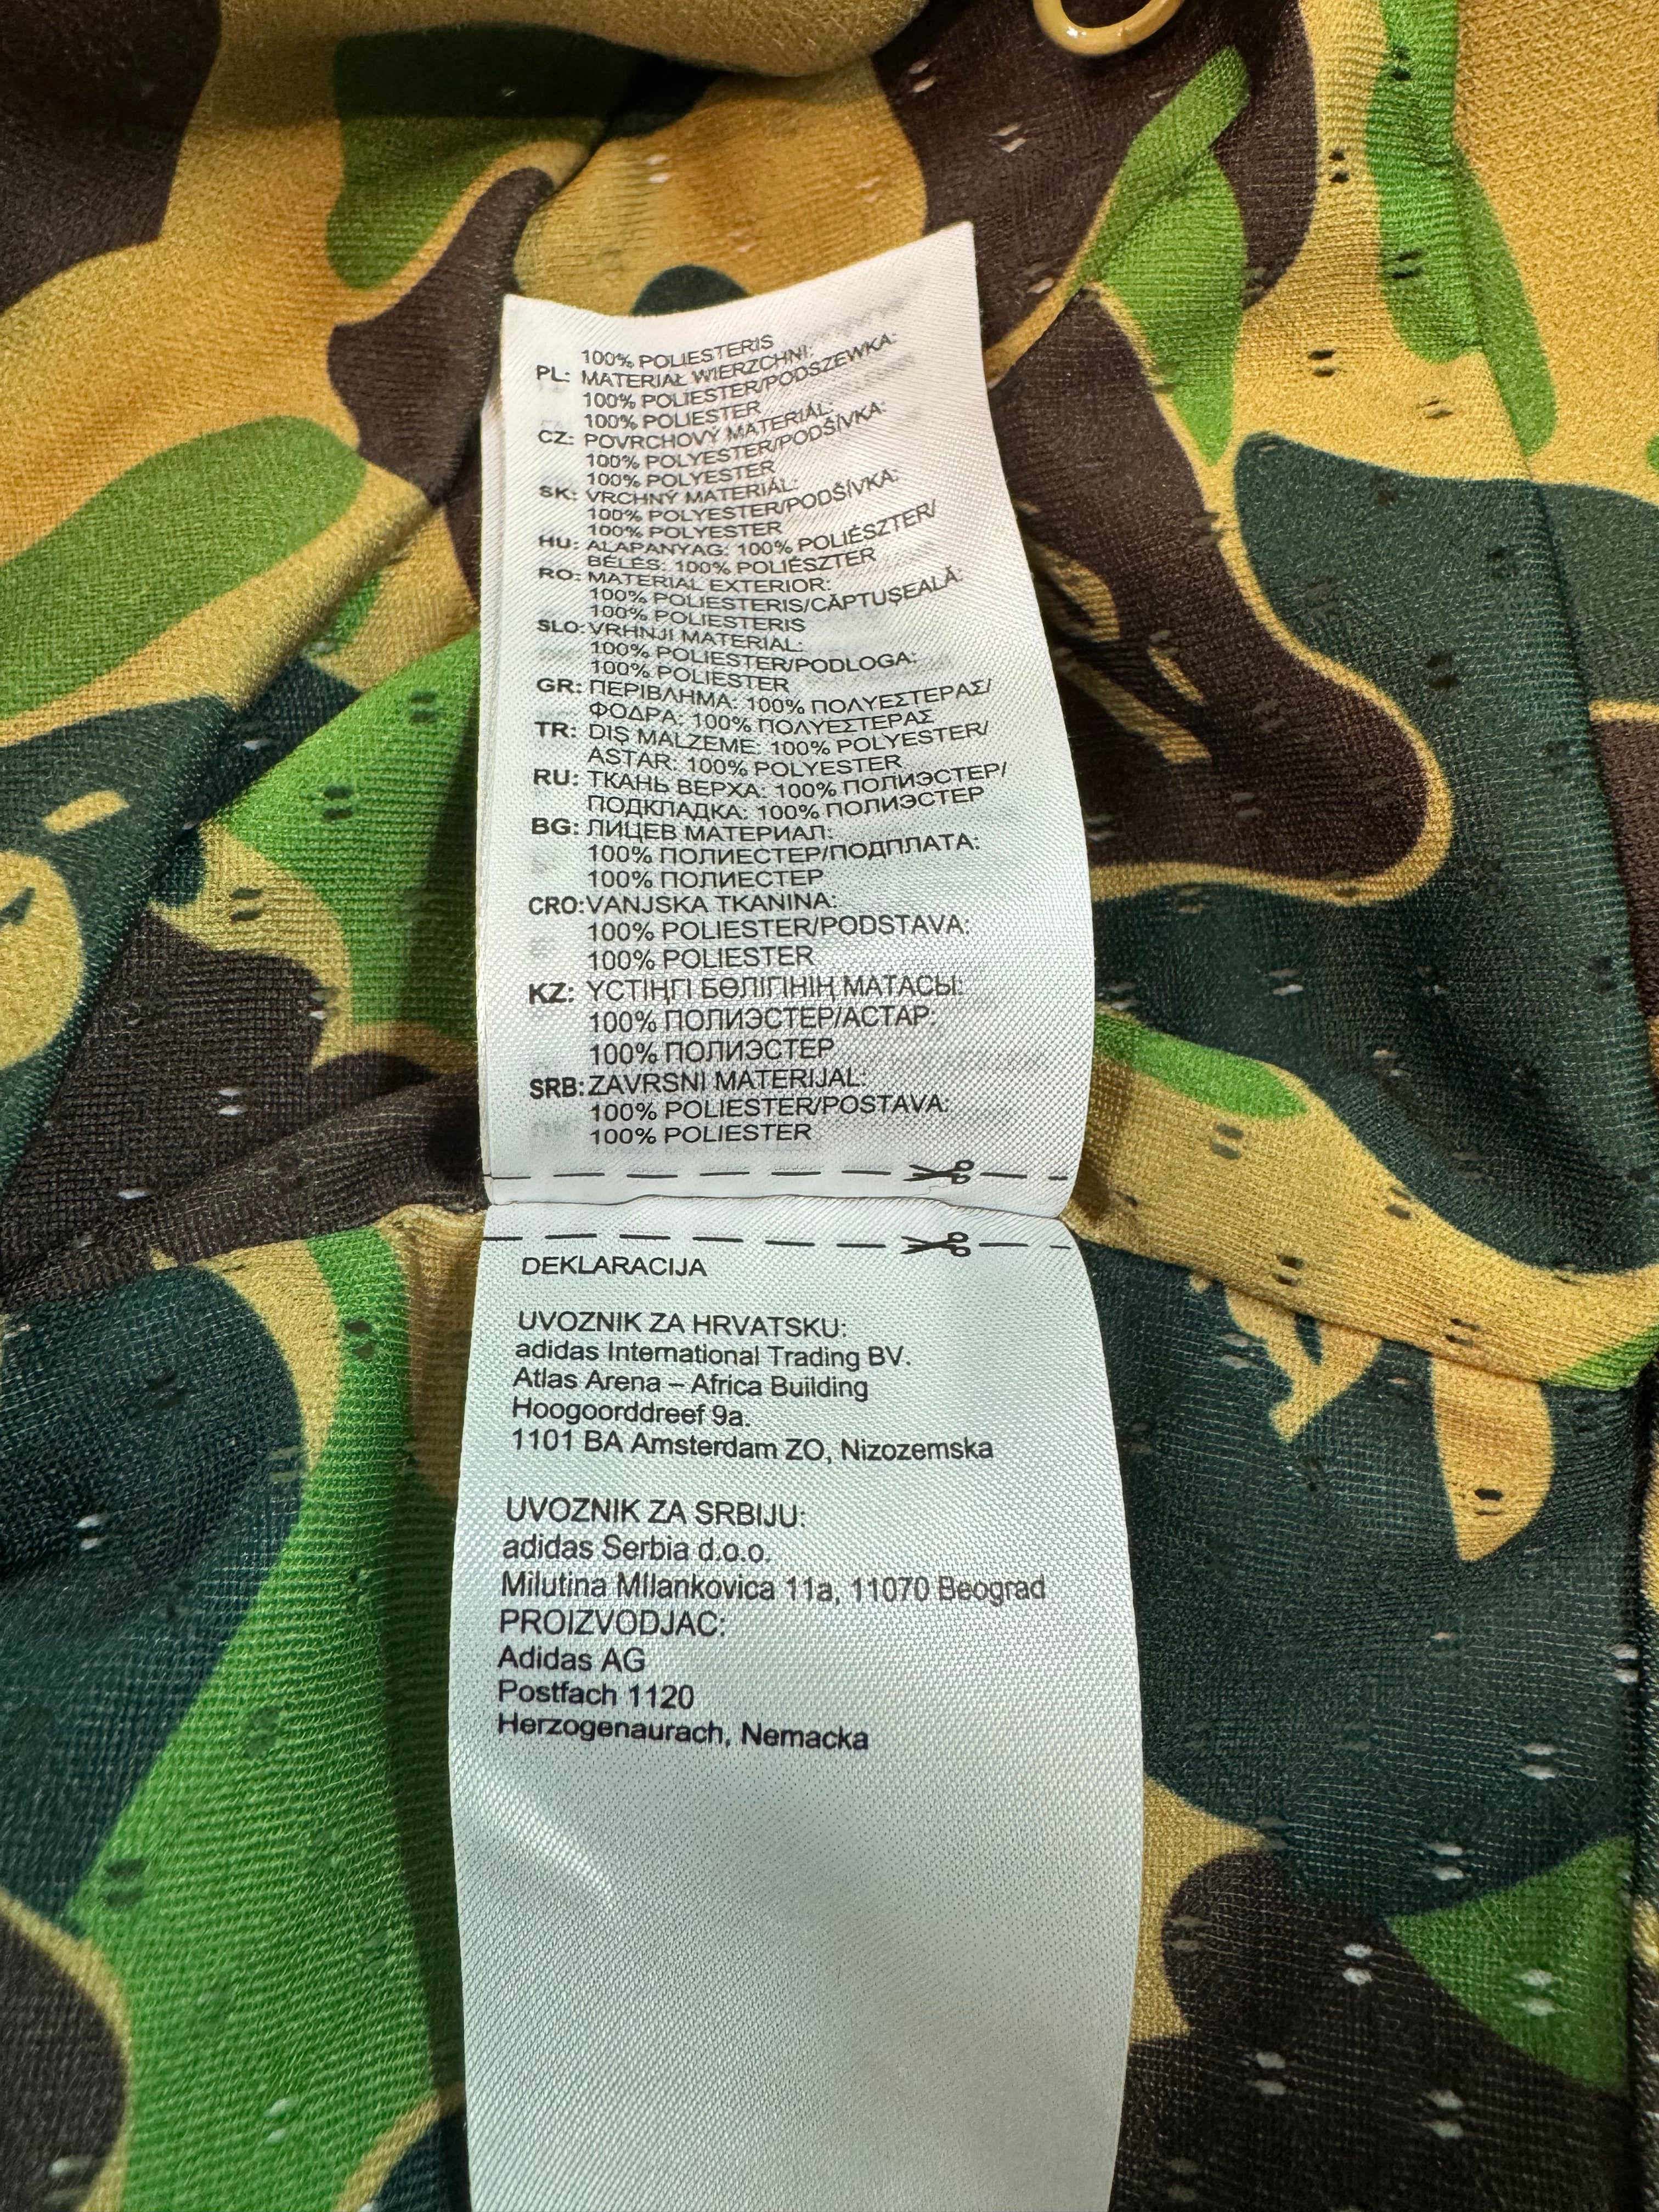 100% POLIESTERIS
PL: MATERIAŁ WIERZCHNI:
100% POLIESTER/PODSZEWKA:
100% POLIESTER
CZ: POVRCHOVÝ MATERIÁL:
100% POLYESTER/PODŠÍVKA:
100% POLYESTER
SK: VRCHNÝ MATERIÁL:
100% POLYESTER/PODŠÍVKA:
100% POLYESTER
HU: ALAPANYAG: 100% POLIÉSZTER/
BÉLÉS: 100% POLIÉSZTER
RO: MATERIAL EXTERIOR:
100% POLIESTERIS/CĂPTUŞEALĂ:
100% POLIESTERIS
SLO: VRHNJI MATERIAL:
100% POLIESTER/PODLOGA:
100% POLIESTER
GR: ΠΕΡΙΒΛΗΜΑ: 100% ΠΟΛΥΕΣΤΕΡΑΣ/
ΦΟΔΡΑ: 100% ΠΟΛΥΕΣΤΕΡΑΣ
TR: DIŞ MALZEME: 100% POLYESTER/
ASTAR: 100% POLYESTER
RU: ТКАНЬ ВЕРХА: 100% ПОЛИЭСТЕР/
ПОДКЛАДКА: 100% ПОЛИЭСТЕР
BG: ЛИЦЕВ МАТЕРИАЛ:
100% ПОЛИЕСТЕР/ПОДПЛАТА:
100% ПОЛИЕСТЕР
CRO: VANJSKA TKANINA:
100% POLIESTER/PODSTAVA:
100% POLIESTER
KZ: ҮСТІҢГІ БӨЛІГІНІҢ МАТАСЫ:
100% ПОЛИЭСТЕР/АСТАР:
100% ПОЛИЭСТЕР
SRB: ZAVRSNI MATERIJAL:
100% POLIESTER/POSTAVA:
100% POLIESTER
DEKLARACIJA
UVOZNIK ZA HRVATSKU:
adidas International Trading BV.
Atlas Arena – Africa Building
Hoogoorddreef 9a.
1101 BA Amsterdam ZO, Nizozemska
UVOZNIK ZA SRBIJU:
adidas Serbia d.o.o.
Milutina MIlankovica 11a, 11070 Beograd
PROIZVODJAC:
Adidas AG
Postfach 1120
Herzogenaurach, Nemacka